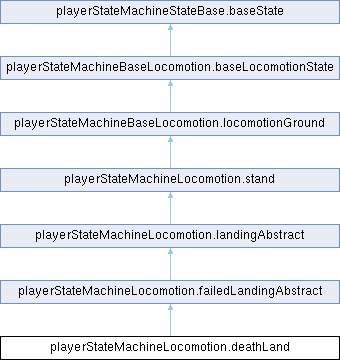 playerStateMachineStateBase.baseState
playerStateMachineBaseLocomotion.baseLocomotionState
playerStateMachineBaseLocomotion.locomotionGround
playerStateMachineLocomotion.stand
playerStateMachineLocomotion.landingAbstract
playerStateMachineLocomotion.failedLandingAbstract
playerStateMachineLocomotion.deathLand